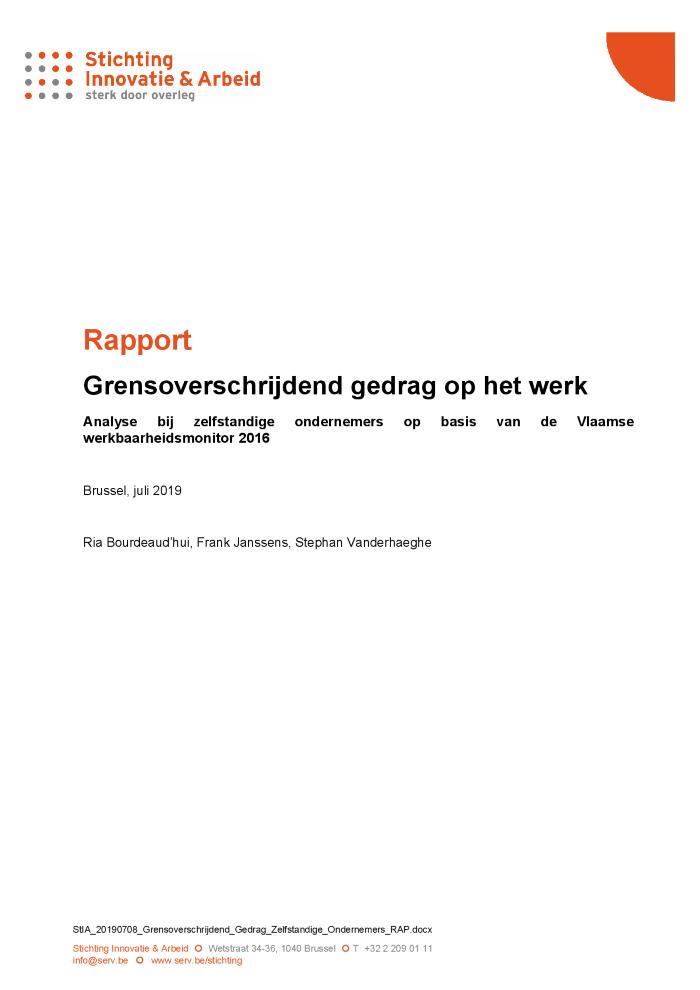 Stichting
Innovatie & Arbeid
sterk door overleg
Rapport
Grensoverschrijdend gedrag op het werk
Analyse bij zelfstandige ondernemers op basis van de Vlaamse
werkbaarheidsmonitor 2016
Brussel, juli 2019
Ria Bourdeaud'hui, Frank Janssens, Stephan Vanderhaeghe
StIA_20190708_Grensoverschrijdend_Gedrag_Zelfstandige_Ondernemers_RAP.docx
Stichting Innovatie & Arbeid Wetstraat 34-36, 1040 Brussel T +32 2 209 01 11
info@serv.be www.serv.be/stichting